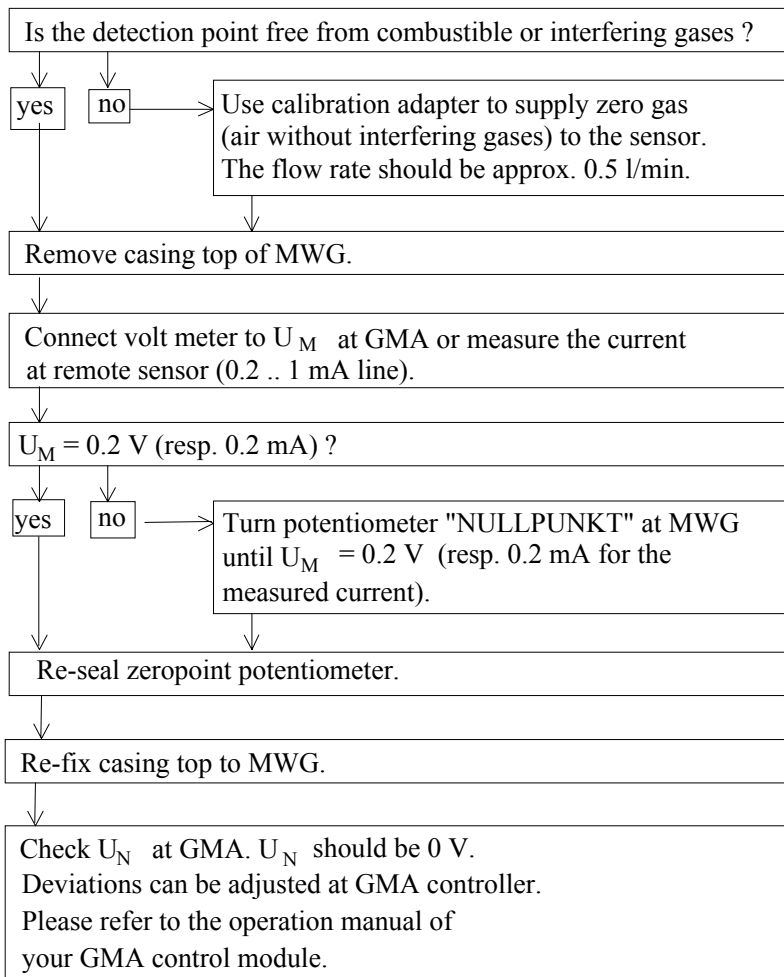 Is the detection point free from combustible or interfering gases ?
yes
no
Use calibration adapter to supply zero gas
(air without interfering gases) to the sensor.
The flow rate should be approx. 0.5 l/min.
Remove casing top of MWG.
Connect volt meter to U M at GMA or measure the current
at remote sensor (0.2 .. 1 mA line).
U M = 0.2 V (resp. 0.2 mA) ?
yes
no
Turn potentiometer "NULLPUNKT" at MWG
until U M = 0.2 V (resp. 0.2 mA for the
measured current).
Re-seal zeropoint potentiometer.
Re-fix casing top to MWG.
Check U N at GMA. U N should be 0 V.
Deviations can be adjusted at GMA controller.
Please refer to the operation manual of
your GMA control module.